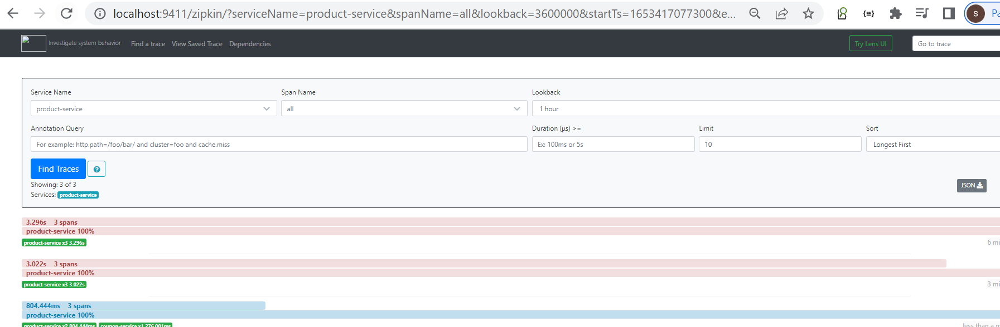 localhost:9411/zipkin/?serviceName=product-service&spanName=all&lookback=3600000&startTs=1653417077300&e...
S Pa
Investigate system behavior Find a trace View Saved Trace Dependencies Try Lens UI Go to trace
Service Name Span Name Lookback
product-service all 1 hour
Annotation Query Duration (μs) >= Limit Sort
For example: http.path=/foo/bar/ and cluster=foo and cache.miss Ex: 100ms or 5s 10 Longest First
Find Traces ?
Showing: 3 of 3
Services: product-service JSON
3.296s 3 spans
product-service 100%
product-service x3 3.296s 6 mi
3.022s 3 spans
product-service 100%
product-service x3 3.022s 3 mi
804.444ms 3 spans
product-service 100%
product-service x2 804.444ms coupon-service x1 276.001ms less than a m